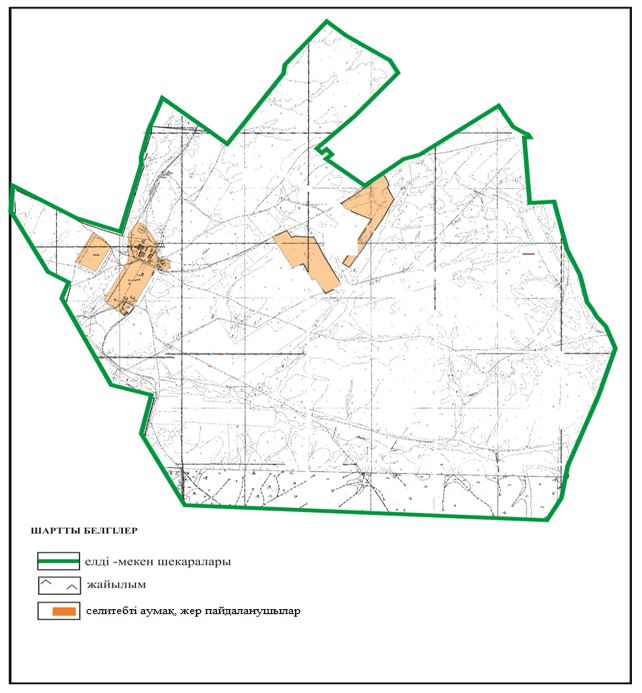 ШАРТТЫ БЕЛГІЛЕР
елді -мекен шекаралары
жайылым
селитебті аумақ, жер пайдаланушылар